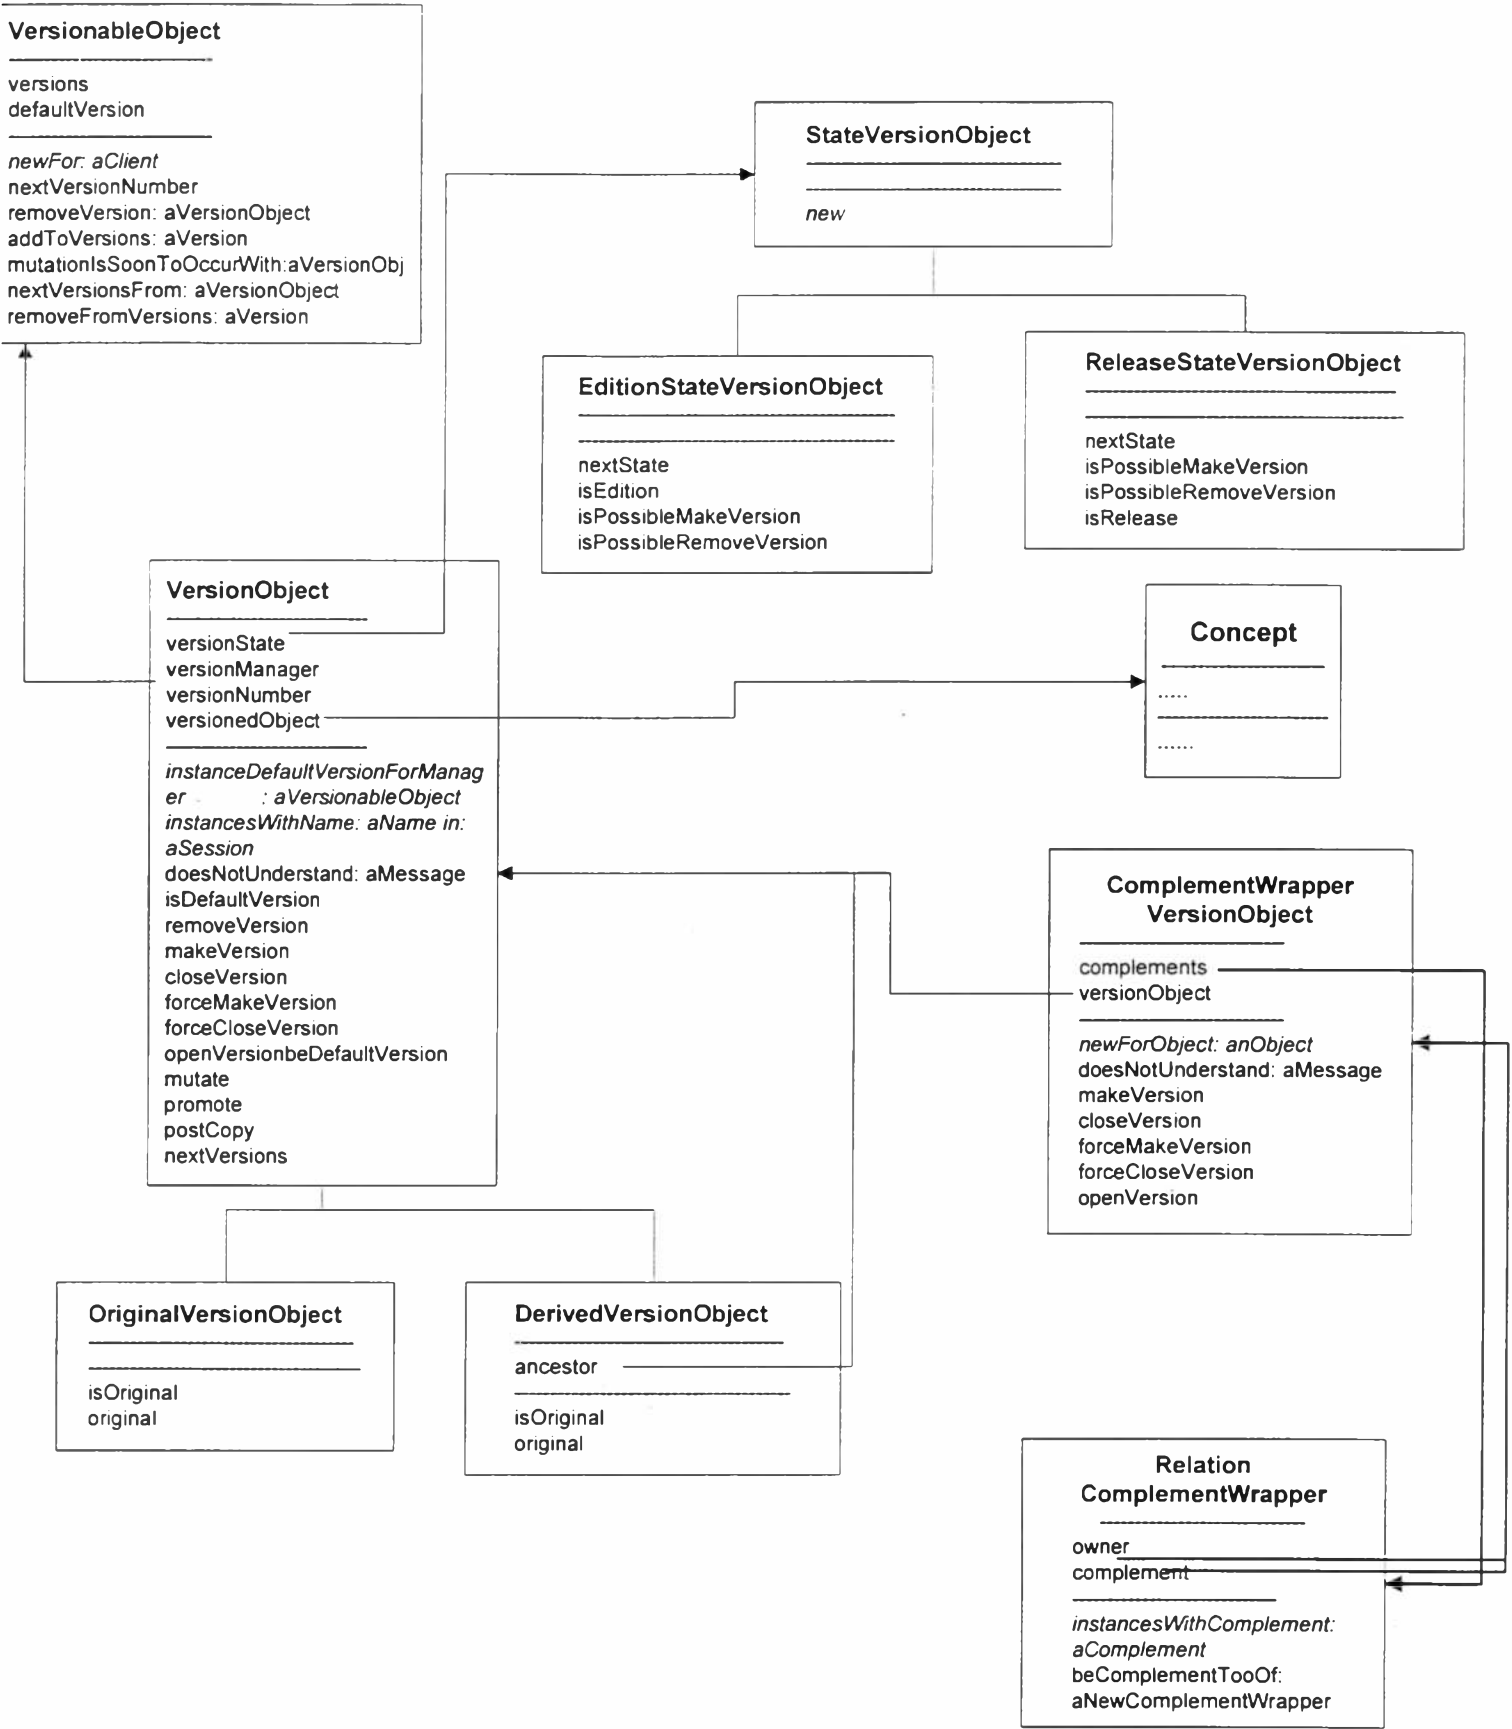 VersionableObject
versions
defaultVersion
newFor: aClient
nextVersionNumber
removeVersion: aVersionObject
addToVersions: aVersion
mutationIsSoonToOccurWith:aVersionObj
nextVersionsFrom: aVersionObject
removeFromVersions: aVersion
StateVersionObject
new
EditionStateVersionObject
nextState
isEdition
isPossibleMakeVersion
isPossibleRemoveVersion
ReleaseStateVersionObject
nextState
isPossibleMakeVersion
isPossibleRemoveVersion
isRelease
VersionObject
versionState
versionManager
versionNumber
versionedObject
instanceDefaultVersionForManag
er : aVersionableObject
instancesWithName: aName in:
aSession
doesNotUnderstand: aMessage
isDefaultVersion
removeVersion
makeVersion
closeVersion
forceMakeVersion
forceCloseVersion
openVersionbeDefaultVersion
mutate
promote
postCopy
nextVersions
Concept
.....
......
ComplementWrapper
VersionObject
complements
versionObject
newForObject: anObject
doesNotUnderstand: aMessage
makeVersion
closeVersion
forceMakeVersion
forceCloseVersion
openVersion
OriginalVersionObject
isOriginal
original
DerivedVersionObject
ancestor
isOriginal
original
Relation
ComplementWrapper
owner
complement
instancesWithComplement:
aComplement
beComplementTooOf:
aNewComplementWrapper